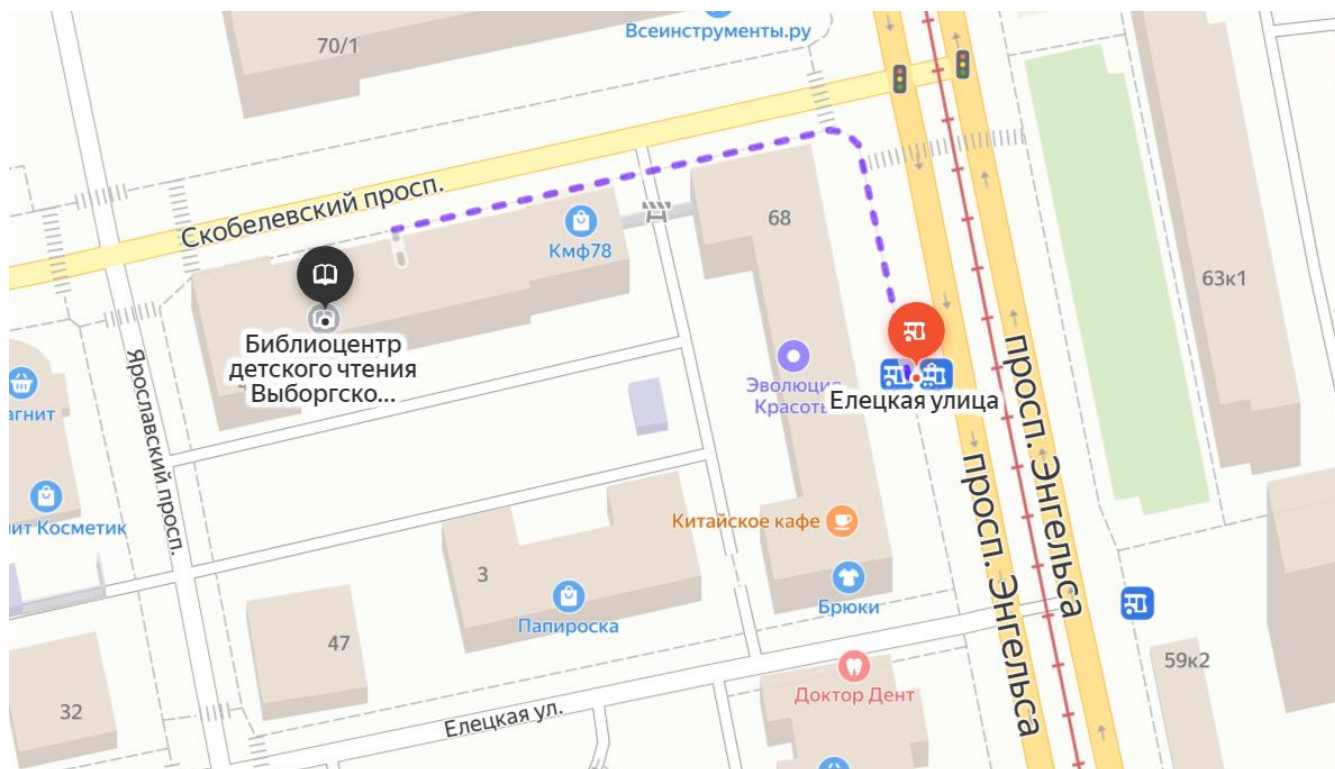 70/1
Всеинструменты.ру
Скобелевский просп.
Кмф78
68
63к1
Библиоцентр
детского чтения
Выборгско...
Ярославский просп.
агнит
Эволюция
Красоты
Елецкая улица
просп. Энгельса
просп. Энгельса
ит Косметик
Китайское кафе
3
Папироска
Брюки
47
59к2
Доктор Дент
32
Елецкая ул.